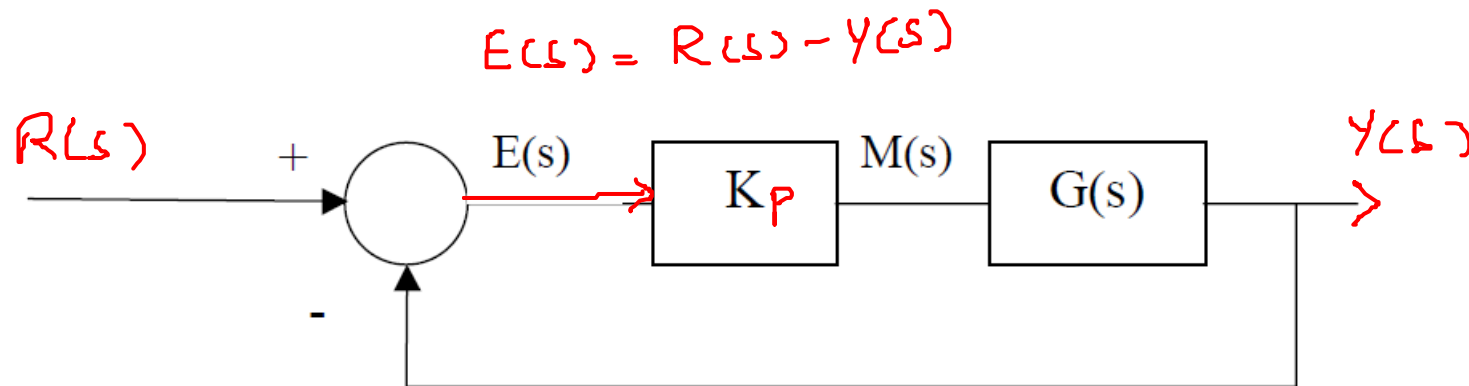 E(s) = R(s) - Y(s)
R(s) + E(s) Kp M(s) G(s) Y(s)
-